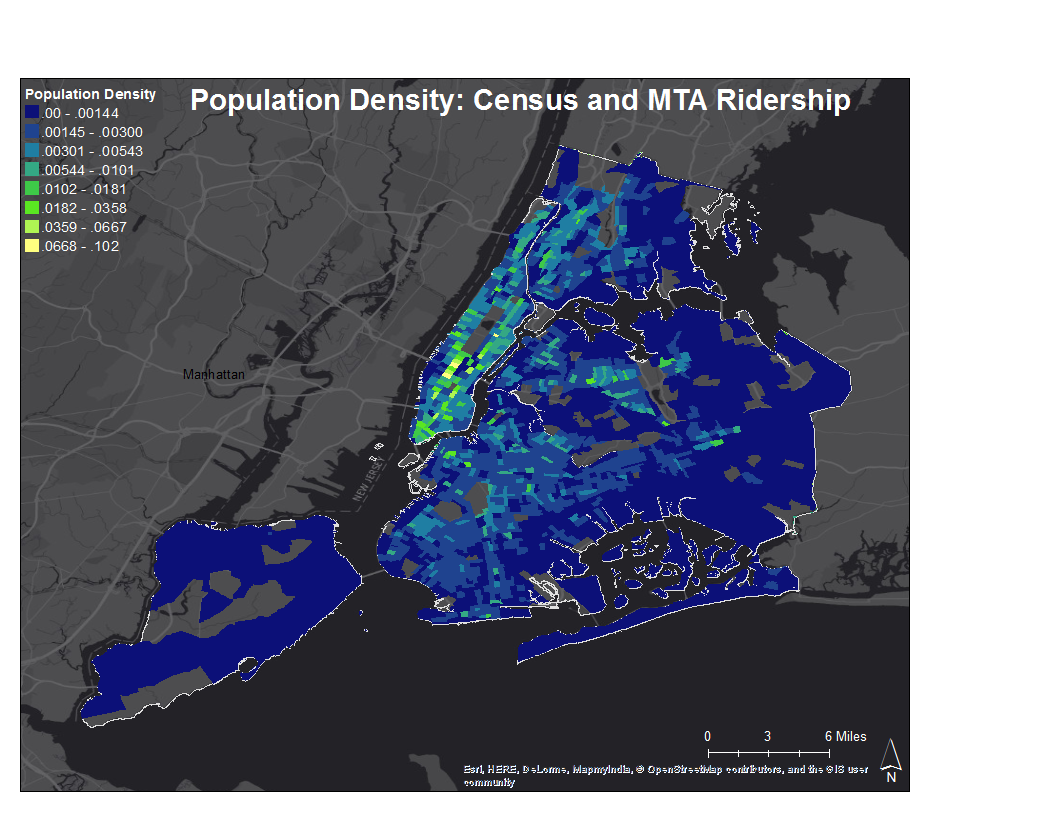 Population Density: Census and MTA Ridership
Population Density
.00 - .00144
.00145 - .00300
.00301 - .00543
.00544 - .0101
.0102 - .0181
.0182 - .0358
.0359 - .0667
.0668 - .102
Manhattan
NEW JERSEY
0 3 6 Miles
N
Esri, HERE, DeLorme, MapmyIndia, © OpenStreetMap contributors, and the GIS user
community